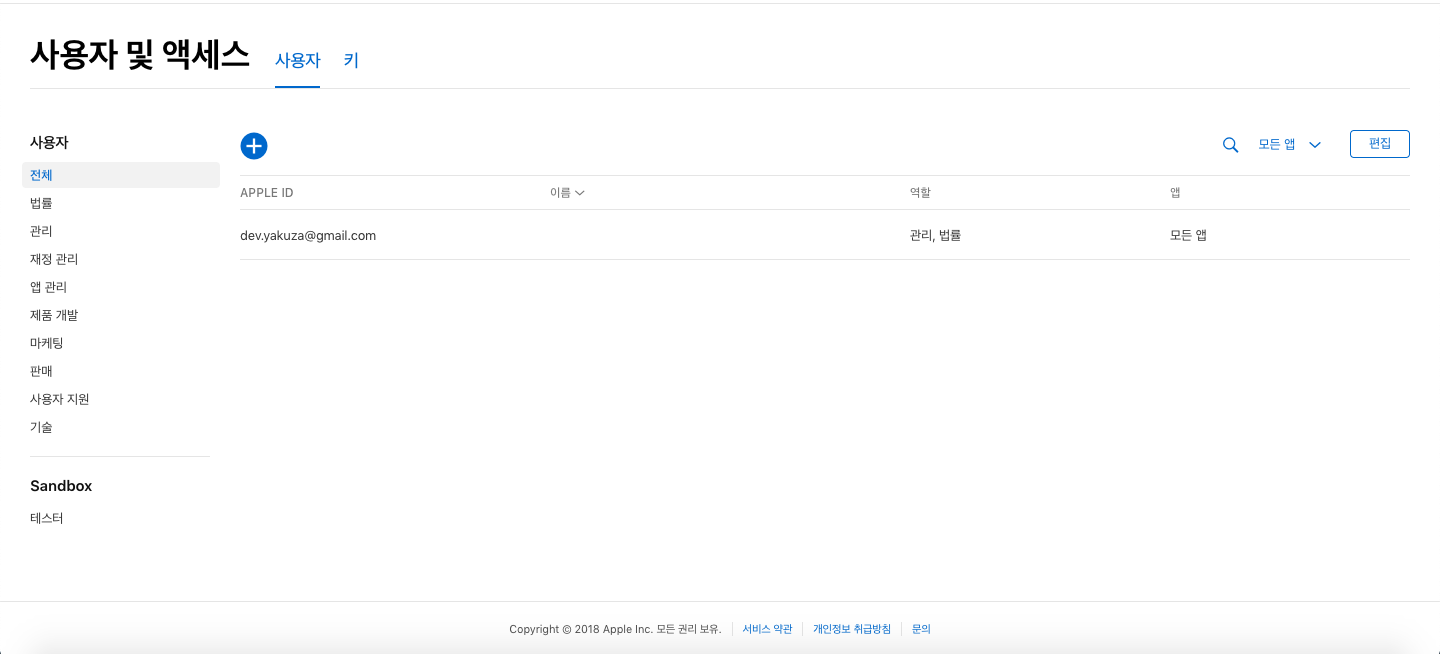 사용자 및 액세스 사용자 키
사용자
전체
법률
관리
재정 관리
앱 관리
제품 개발
마케팅
판매
사용자 지원
기술
Sandbox
테스터
모든 앱 편집
APPLE ID 이름 역할 앱
dev.yakuza@gmail.com 관리, 법률 모든 앱
Copyright © 2018 Apple Inc. 모든 권리 보유. 서비스 약관 개인정보 취급방침 문의